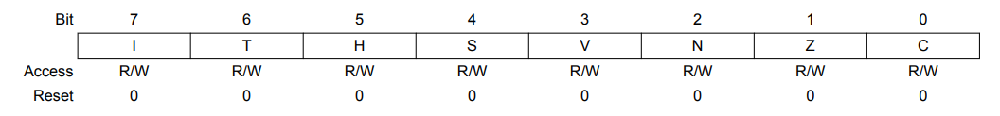 Bit 7 6 5 4 3 2 1 0
I T H S V N Z C
Access R/W R/W R/W R/W R/W R/W R/W R/W
Reset 0 0 0 0 0 0 0 0